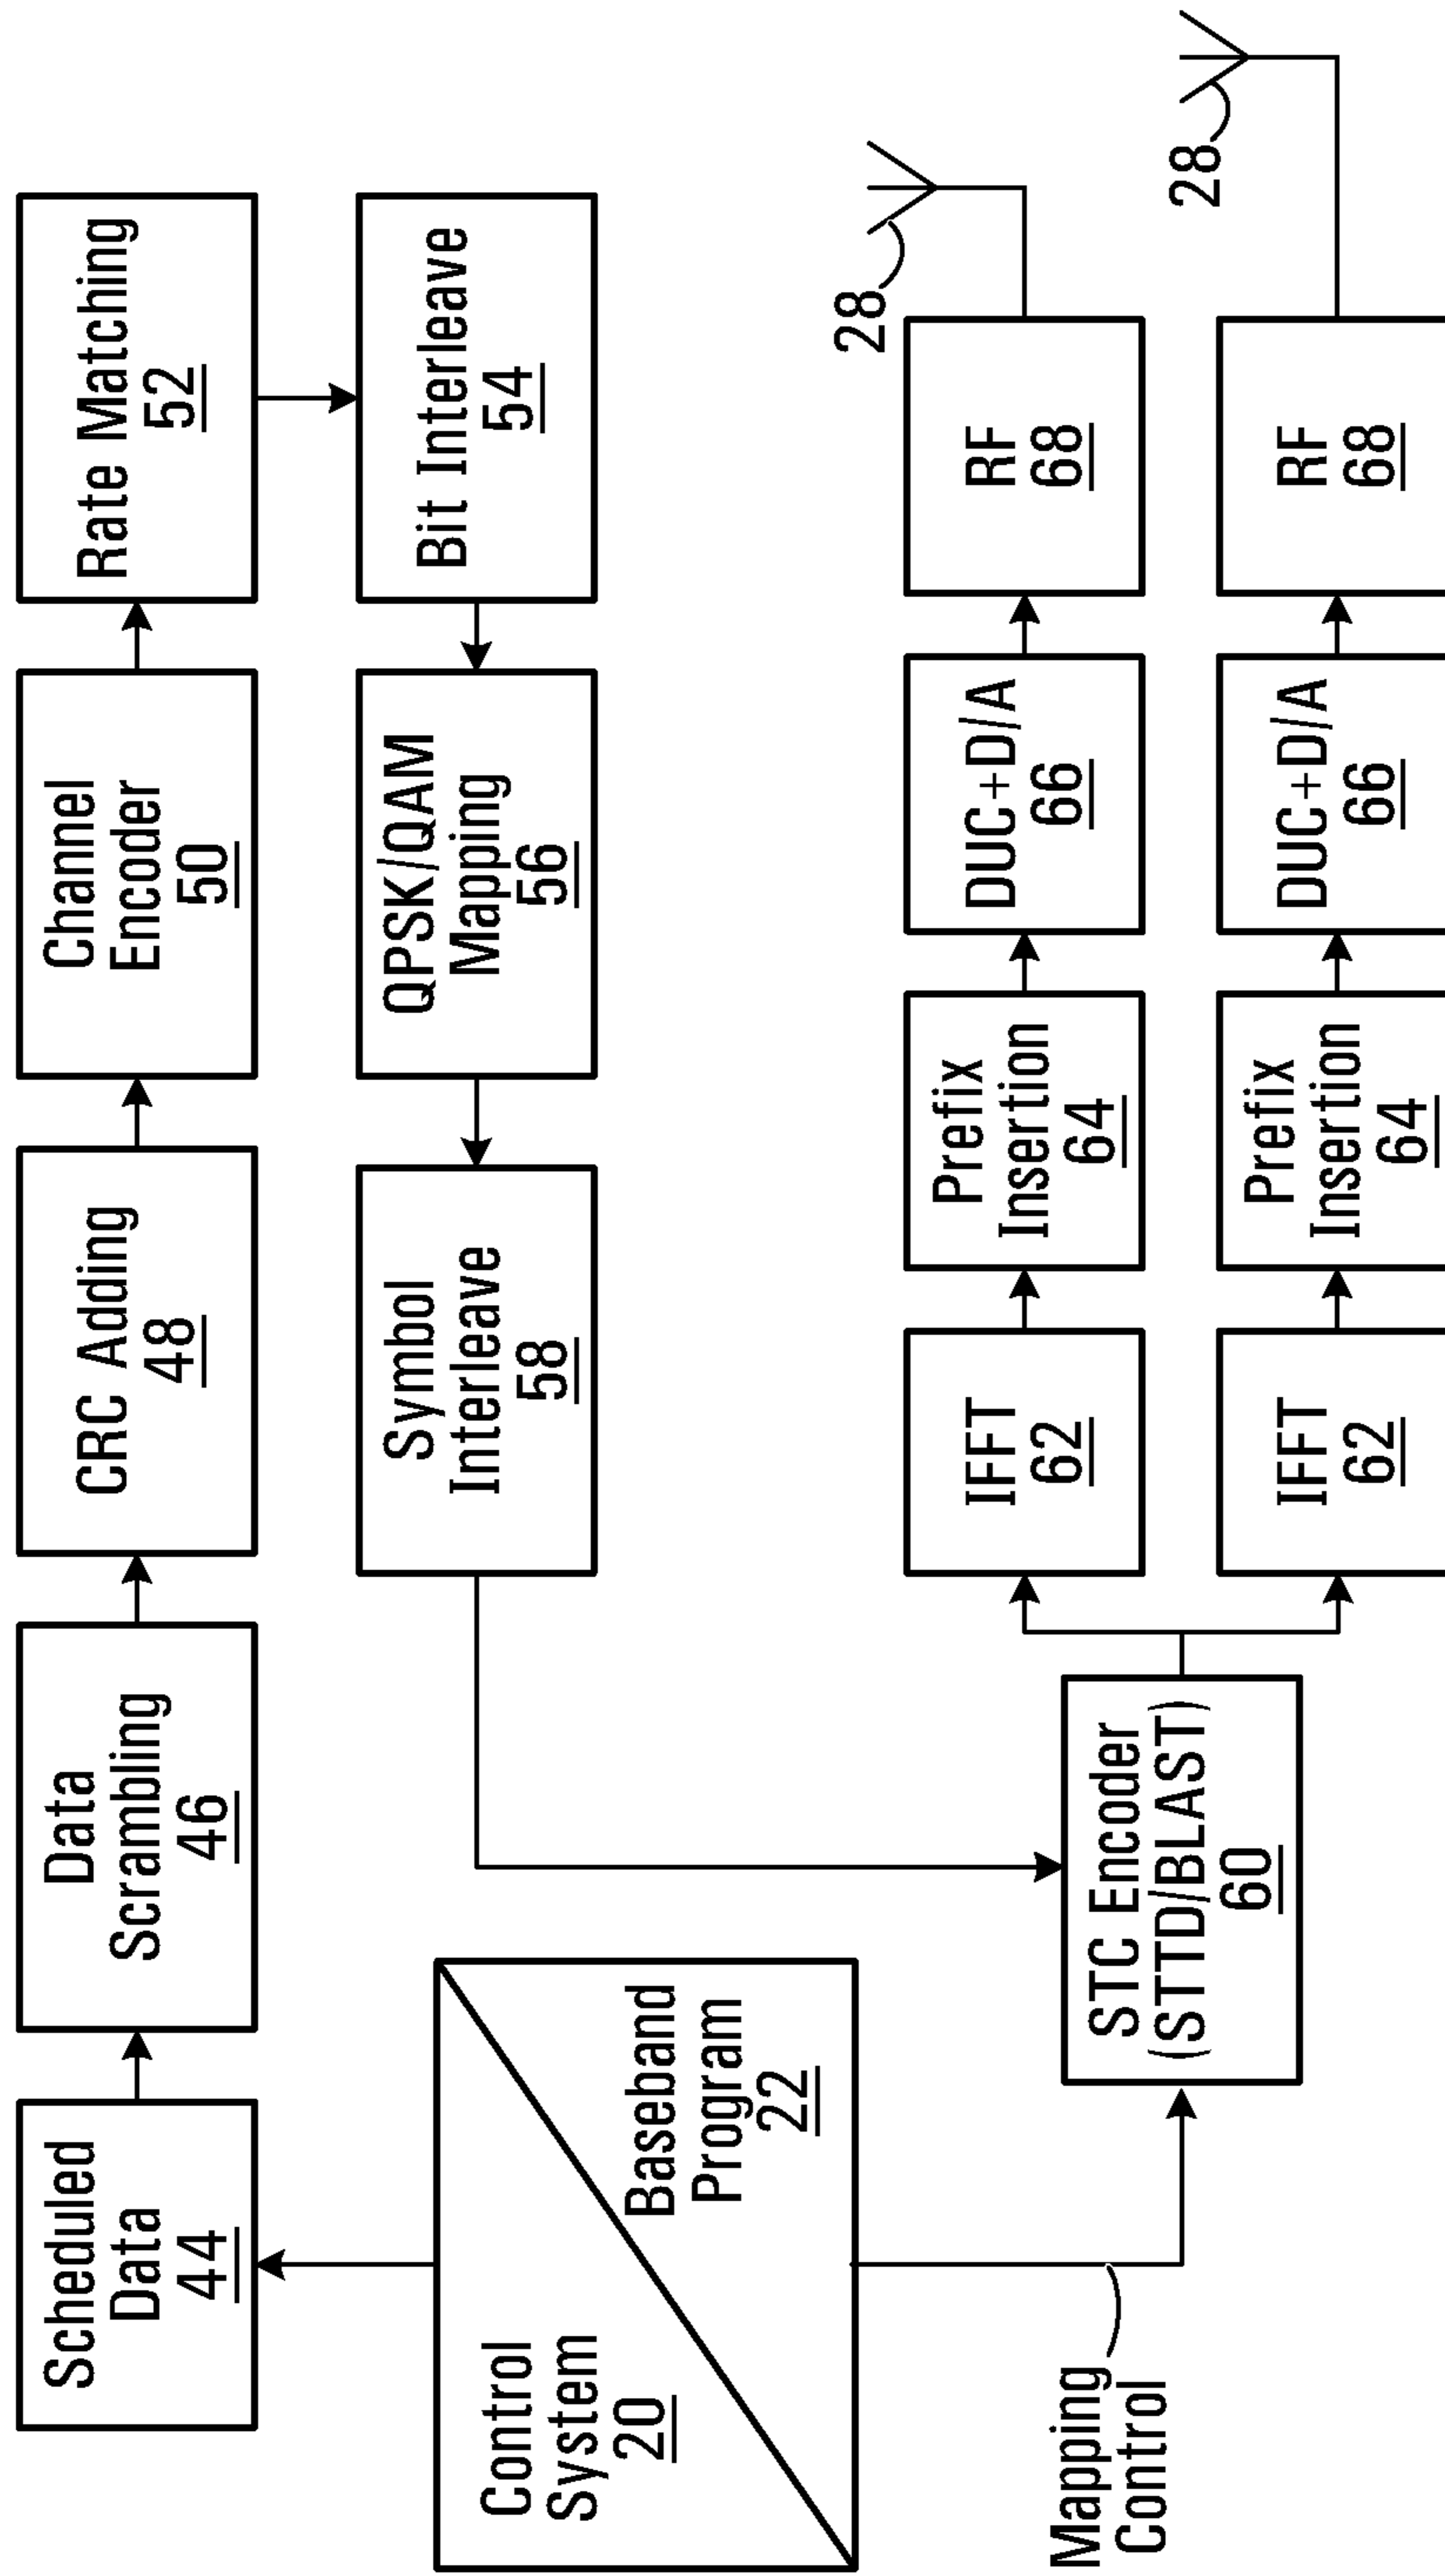 Scheduled
Data
44
Data
Scrambling
46
CRC Adding
48
Channel
Encoder
50
Rate Matching
52
Symbol
Interleave
58
QPSK/QAM
Mapping
56
Bit Interleave
54
Control
System
20
Baseband
Program
22
Mapping
Control
STC Encoder
(STTD/BLAST)
60
IFFT
62
Prefix
Insertion
64
DUC+D/A
66
RF
68
28
IFFT
62
Prefix
Insertion
64
DUC+D/A
66
RF
68
28